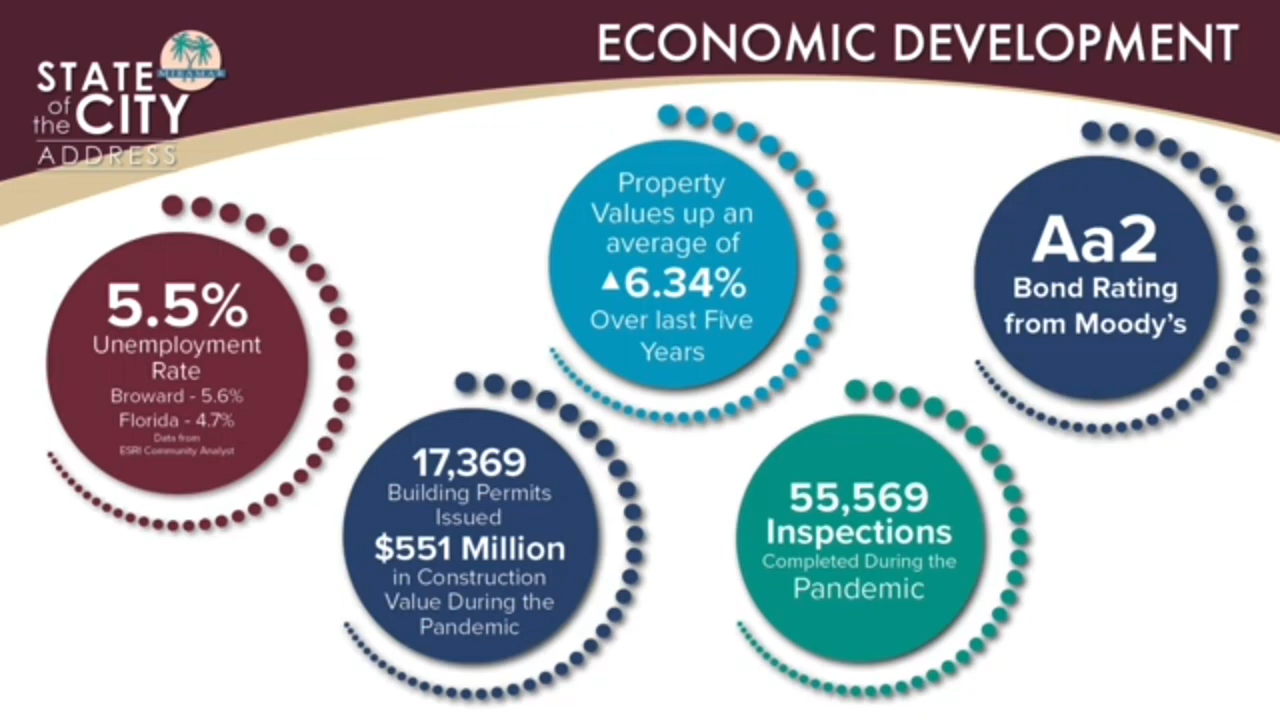 ECONOMIC DEVELOPMENT
MIRAMAR
STATE
of
the CITY
ADDRESS
5.5%
Unemployment
Rate
Broward - 5.6%
Florida - 4.7%
Data from
ESRI Community Analyst
17,369
Building Permits
Issued
$551 Million
in Construction
Value During the
Pandemic
Property
Values up an
average of
▲6.34%
Over last Five
Years
55,569
Inspections
Completed During the
Pandemic
Aa2
Bond Rating
from Moody's